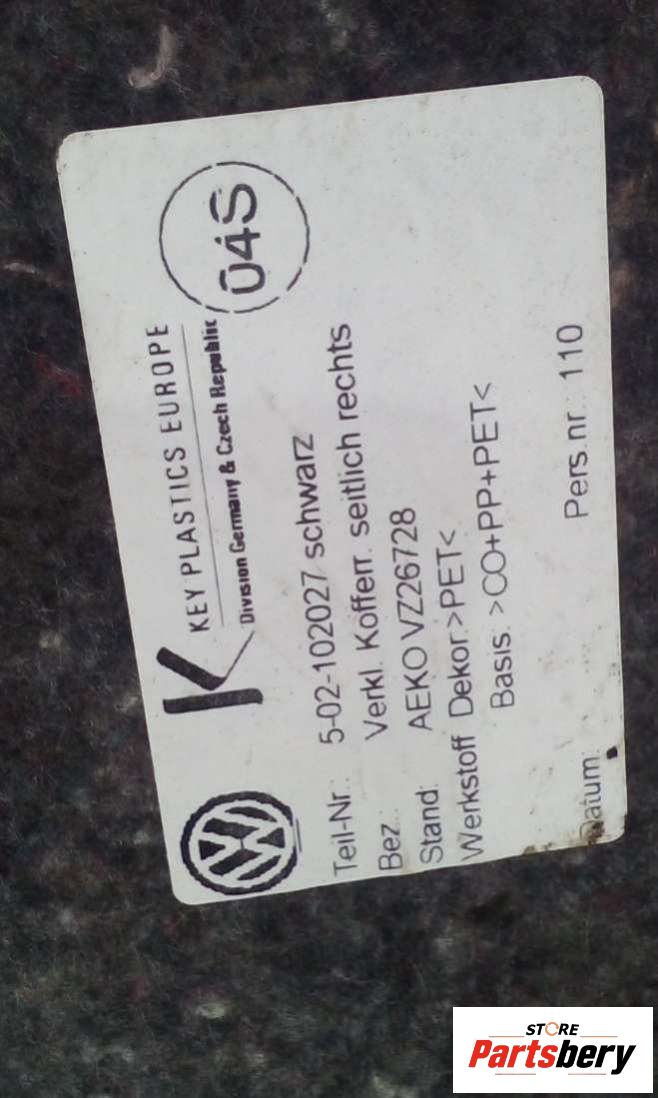 KEY PLASTICS EUROPE
Division Germany & Czech Republic
04S
Teil-Nr.: 5-02-102027 schwarz
Bez.: Verkl. Kofferr. seitlich rechts
Stand: AEKO VZ26728
Werkstoff Dekor:>PET<
Basis: >CO+PP+PET<
Datum: Pers.nr.: 110
STORE
Partsbery